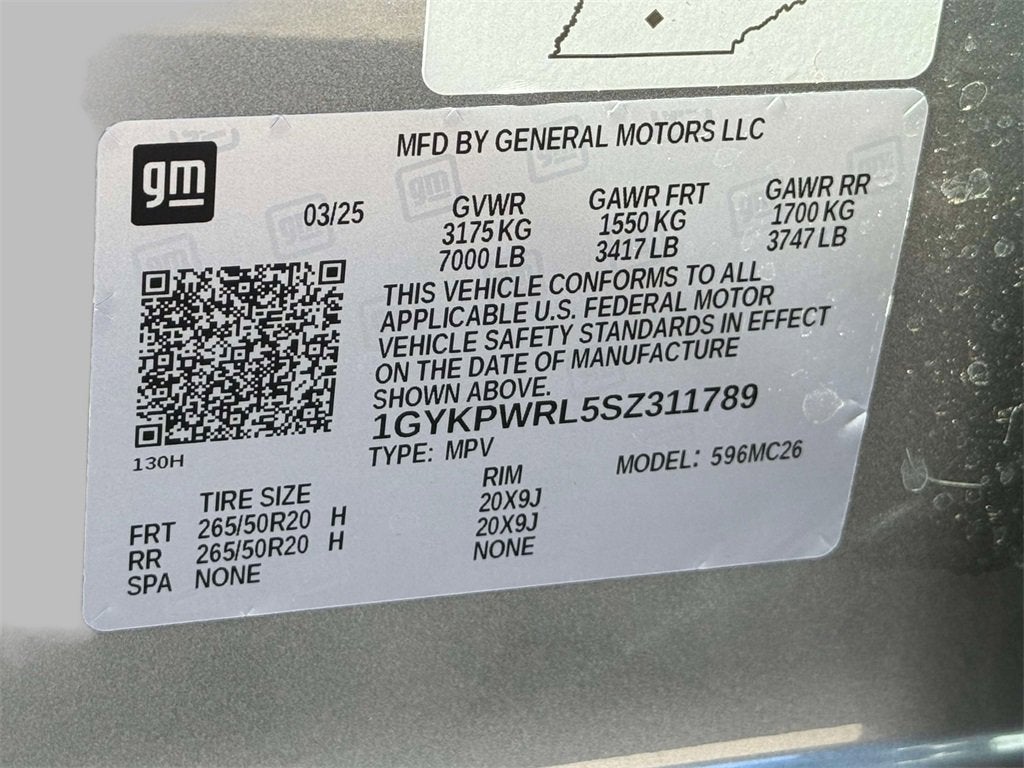 gm
MFD BY GENERAL MOTORS LLC
03/25
GVWR
3175 KG
7000 LB
GAWR FRT
1550 KG
3417 LB
GAWR RR
1700 KG
3747 LB
THIS VEHICLE CONFORMS TO ALL
APPLICABLE U.S. FEDERAL MOTOR
VEHICLE SAFETY STANDARDS IN EFFECT
ON THE DATE OF MANUFACTURE
SHOWN ABOVE.
1GYKPWRL5SZ311789
130H
TYPE: MPV
MODEL: 596MC26
TIRE SIZE RIM
FRT 265/50R20 H 20X9J
RR 265/50R20 H 20X9J
SPA NONE NONE